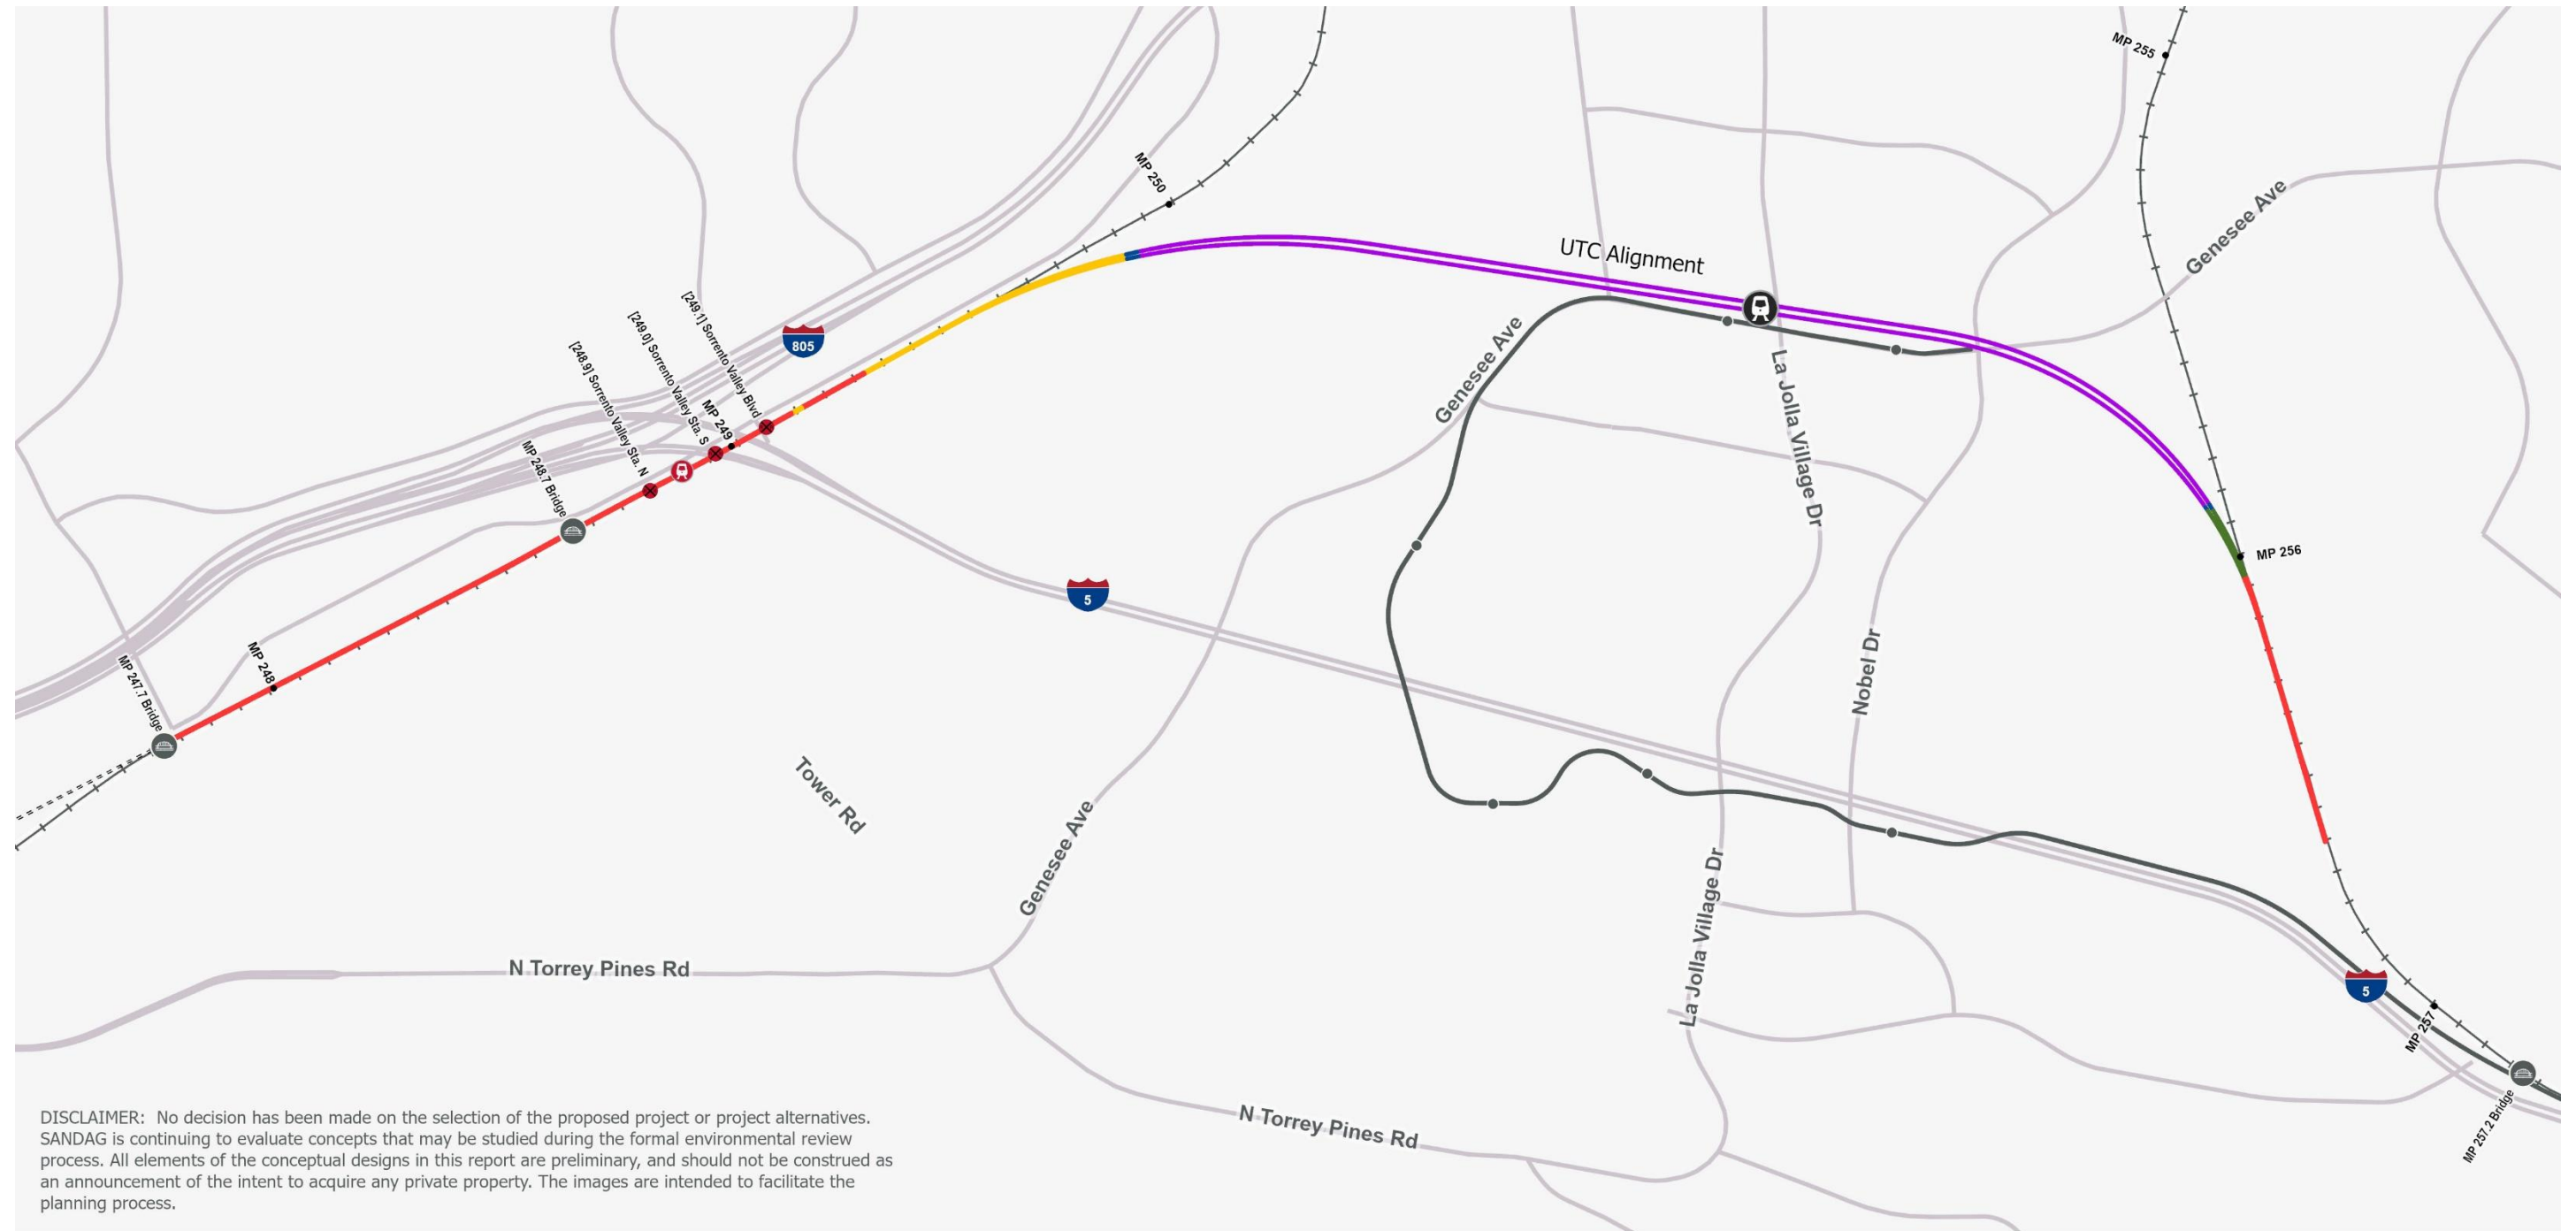 MP 255
MP 250
Genesee Ave
UTC Alignment
[249.1] Sorrento Valley Blvd
[249.0] Sorrento Valley Sta. S
[248.9] Sorrento Valley Sta. N
805
MP 249
Genesee Ave
La Jolla Village Dr
MP 248.7 Bridge
MP 256
5
MP 248
MP 247.7 Bridge
Nobel Dr
Tower Rd
Genesee Ave
La Jolla Village Dr
N Torrey Pines Rd
5
MP 257
MP 257.2 Bridge
N Torrey Pines Rd
DISCLAIMER: No decision has been made on the selection of the proposed project or project alternatives.
SANDAG is continuing to evaluate concepts that may be studied during the formal environmental review
process. All elements of the conceptual designs in this report are preliminary, and should not be construed as
an announcement of the intent to acquire any private property. The images are intended to facilitate the
planning process.